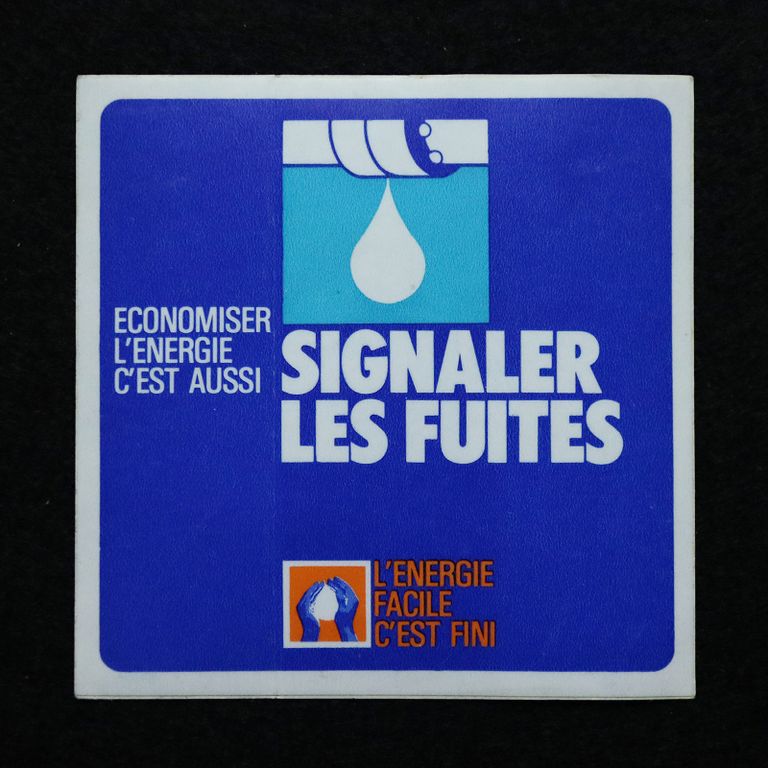 ECONOMISER
L'ENERGIE
C'EST AUSSI
SIGNALER
LES FUITES
L'ENERGIE
FACILE
C'EST FINI